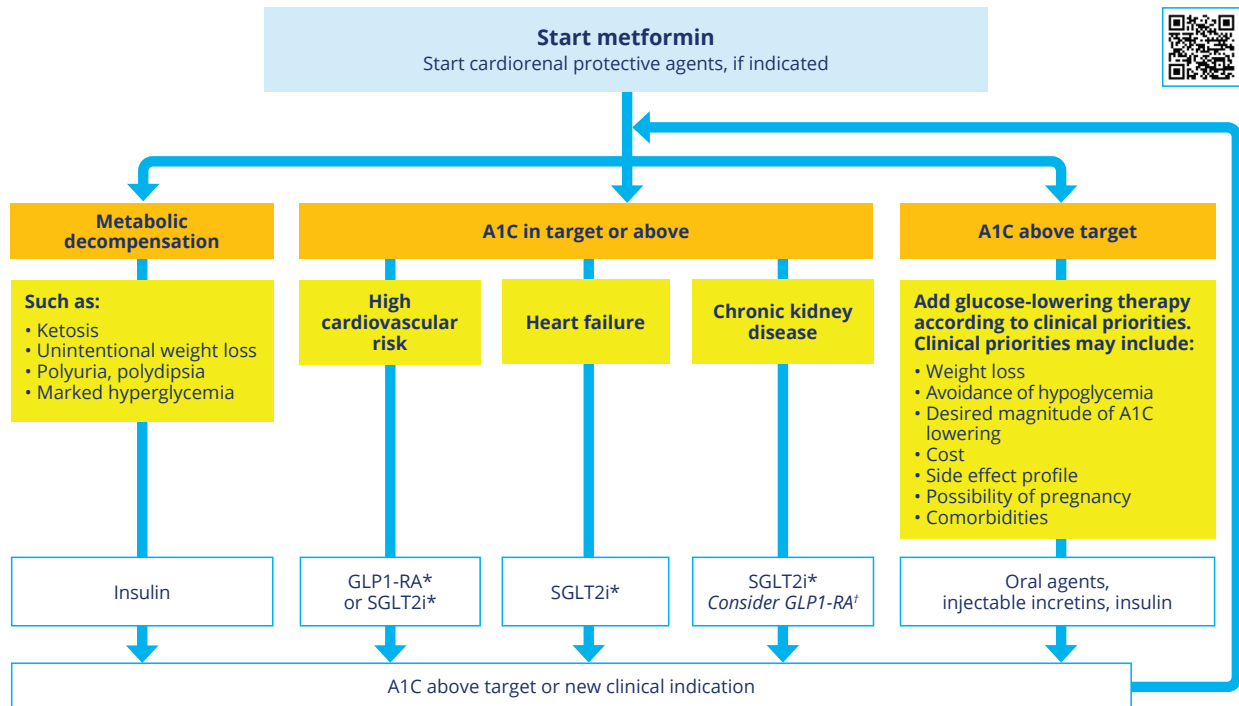 Start metformin
Start cardiorenal protective agents, if indicated
Metabolic
decompensation
A1C in target or above
A1C above target
Such as:
• Ketosis
• Unintentional weight loss
• Polyuria, polydipsia
• Marked hyperglycemia
High
cardiovascular
risk
Heart failure
Chronic kidney
disease
Add glucose-lowering therapy
according to clinical priorities.
Clinical priorities may include:
• Weight loss
• Avoidance of hypoglycemia
• Desired magnitude of A1C
lowering
• Cost
• Side effect profile
• Possibility of pregnancy
• Comorbidities
Insulin
GLP1-RA*
or SGLT2i*
SGLT2i*
SGLT2i*
Consider GLP1-RA†
Oral agents,
injectable incretins, insulin
A1C above target or new clinical indication